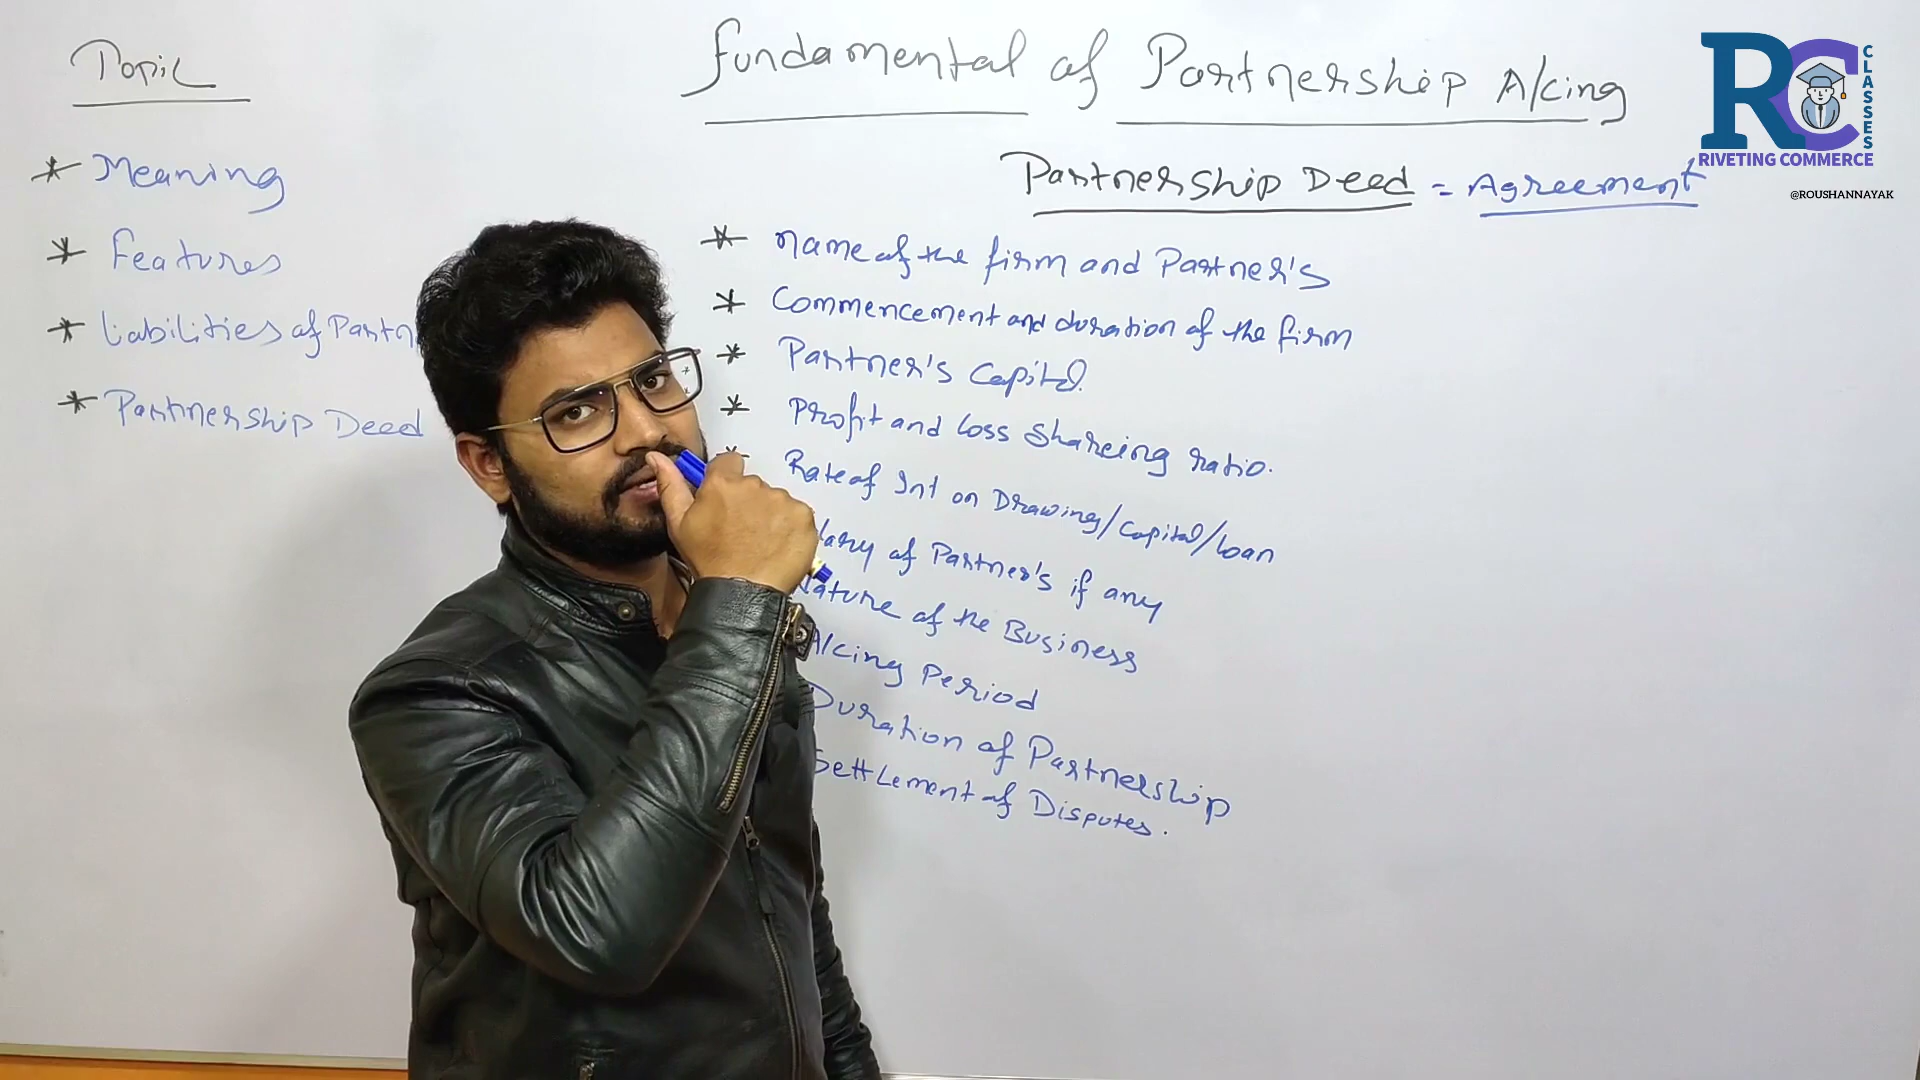 Topic
* Meaning
* Features
* Liabilities of Partn
* Partnership Deed
Fundamental of Partnership A/cing
Partnership Deed = Agreement
* Name of the firm and Partner's
* Commencement and duration of the firm
* Partner's Capital
* Profit and loss Shareing ratio.
* Rate of Int on Drawing/Capital/loan
lary of Partner's if any
Nature of the Business
A/cing Period
Duration of Partnership
Settlement of Disputes.
RC CLASSES
RIVETING COMMERCE
@ROUSHANNAYAK